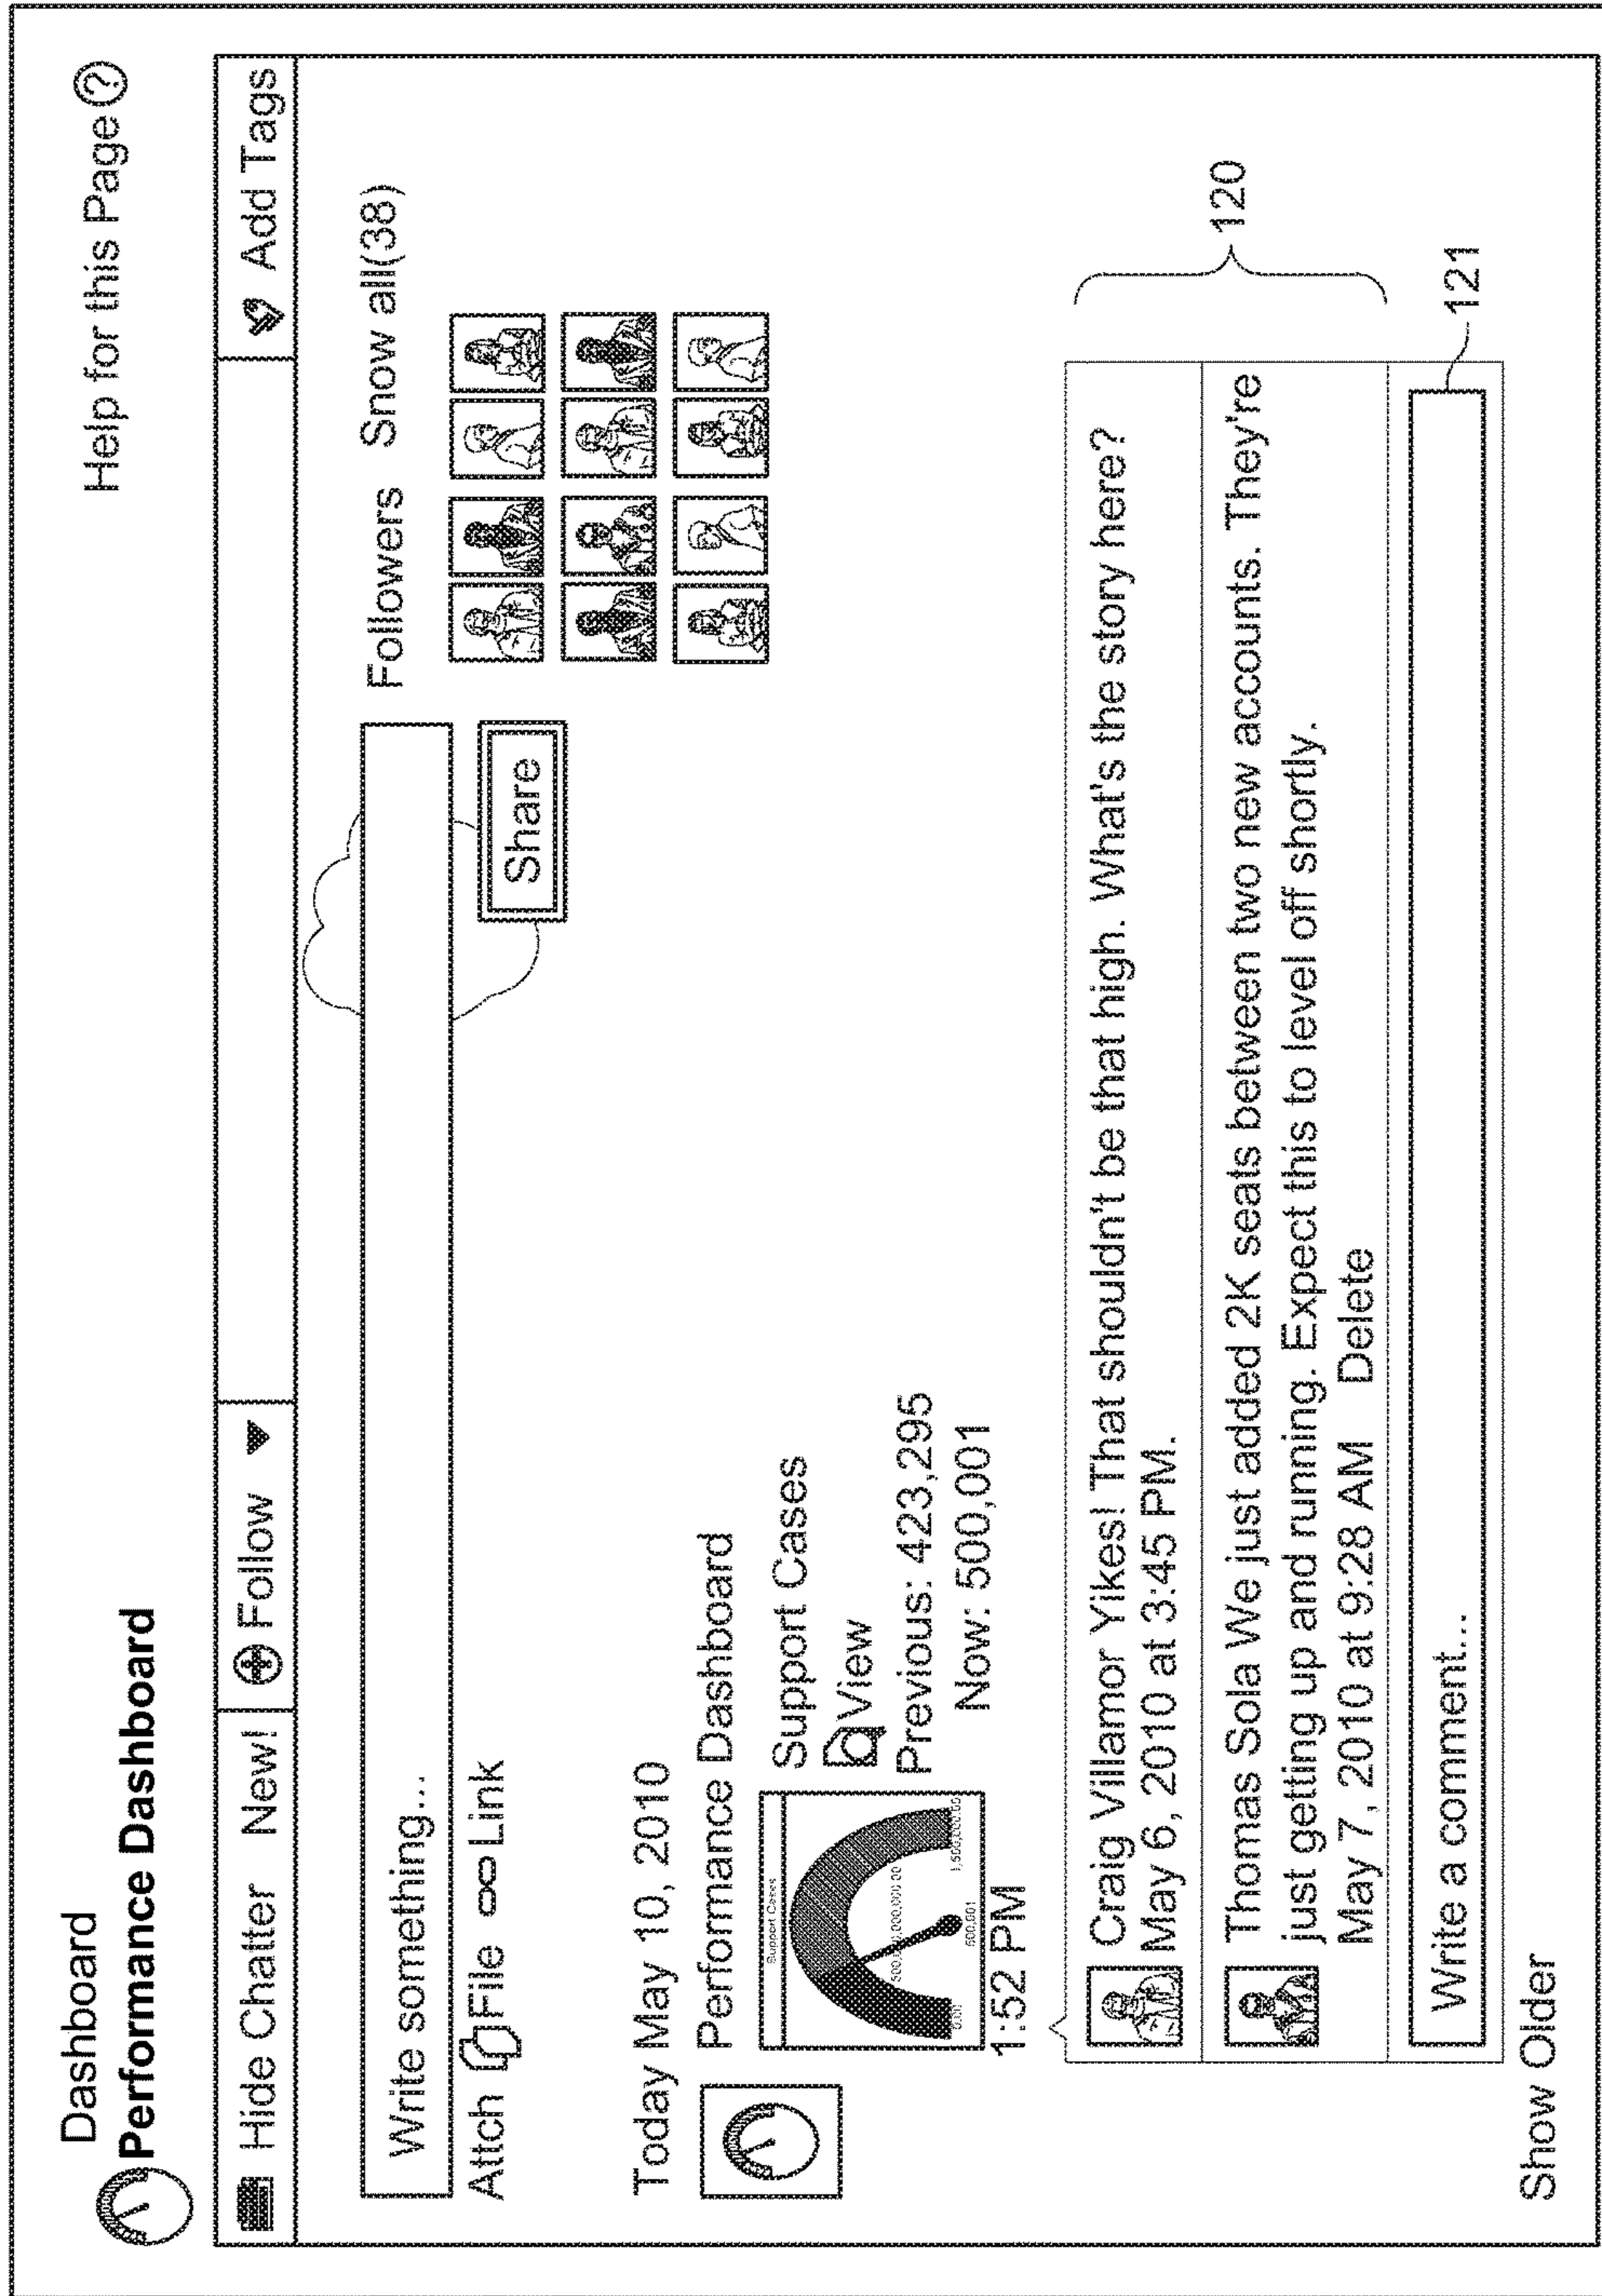 Dashboard
Performance Dashboard
Help for this Page ?
Hide Chatter New! Follow
Add Tags
Write something...
Attch File Link
Share
Followers Snow all(38)
Today May 10, 2010
Performance Dashboard
Support Cases
Support Cases
View
Previous: 423,295
Now: 500,001
500,001
1:52 PM
Craig Villamor Yikes! That shouldn't be that high. What's the story here?
May 6, 2010 at 3:45 PM.
Thomas Sola We just added 2K seats between two new accounts. They're
just getting up and running. Expect this to level off shortly.
May 7, 2010 at 9:28 AM Delete
120
Write a comment...
121
Show Older